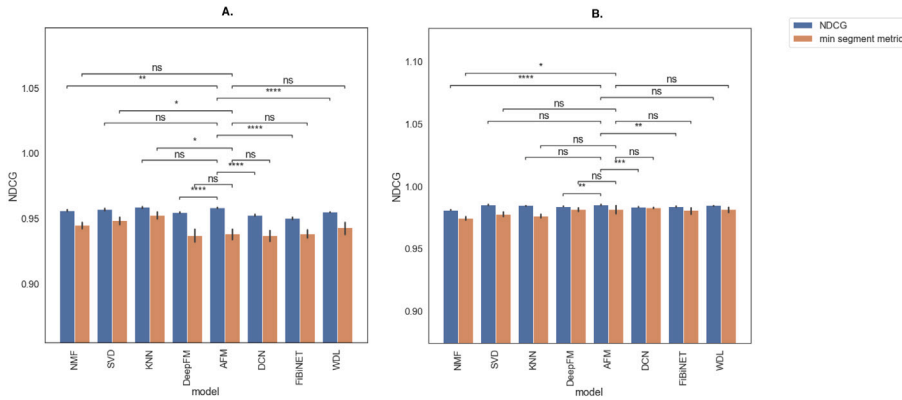 A.
NDCG
1.05
1.00
0.95
0.90
ns
**
ns
****
*
ns
ns
****
*
ns
ns
****
ns
****
NMF
SVD
KNN
DeepFM
AFM
DCN
FiBiNET
WDL
model
B.
NDCG
1.10
1.05
1.00
0.95
0.90
*
****
ns
ns
ns
ns
ns
**
ns
ns
ns
***
ns
**
NMF
SVD
KNN
DeepFM
AFM
DCN
FiBiNET
WDL
model
NDCG
min segment metric